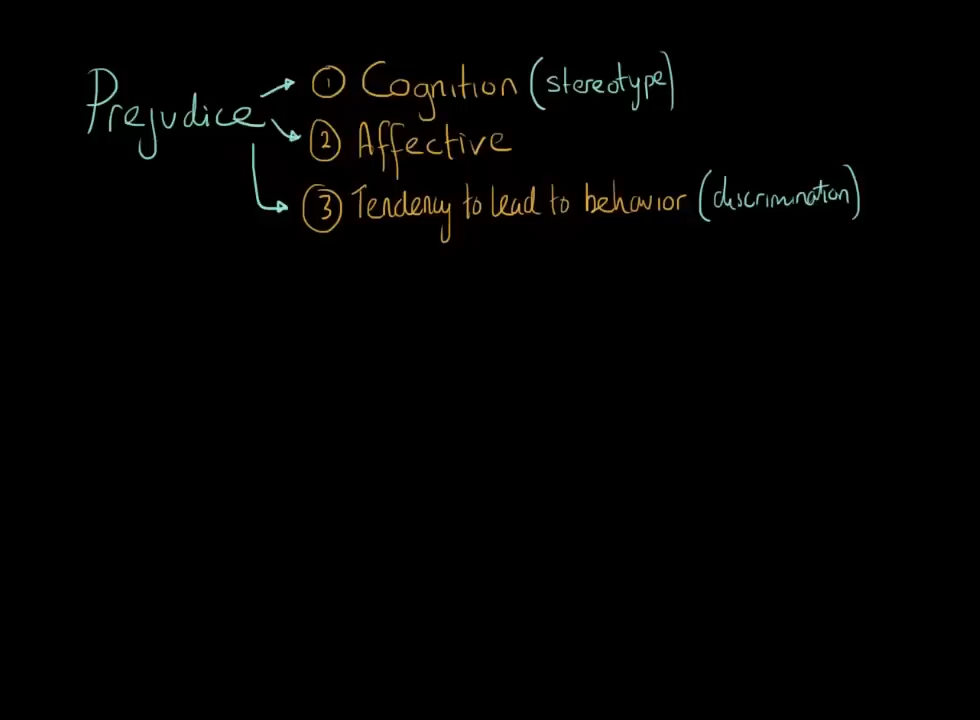 Prejudice
① Cognition (stereotype)
② Affective
③ Tendency to lead to behavior (discrimination)